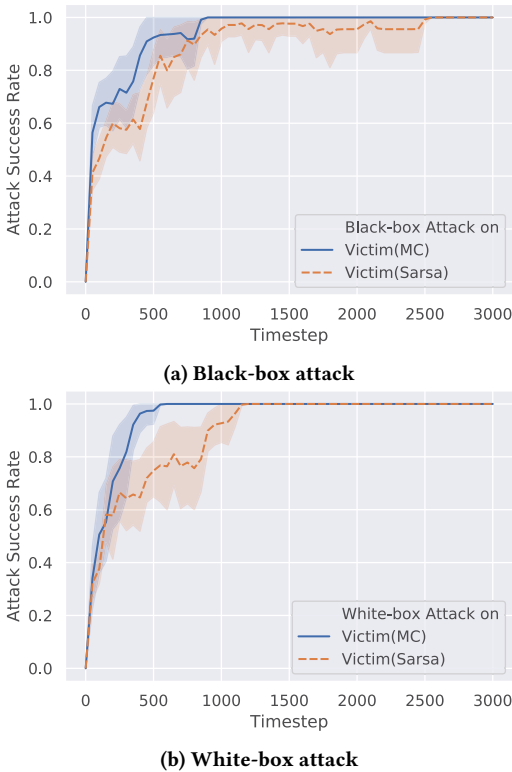 1.0
0.8
0.6
0.4
0.2
0.0
Attack Success Rate
Black-box Attack on
Victim(MC)
Victim(Sarsa)
0 500 1000 1500 2000 2500 3000
Timestep
(a) Black-box attack
1.0
0.8
0.6
0.4
0.2
0.0
Attack Success Rate
White-box Attack on
Victim(MC)
Victim(Sarsa)
0 500 1000 1500 2000 2500 3000
Timestep
(b) White-box attack